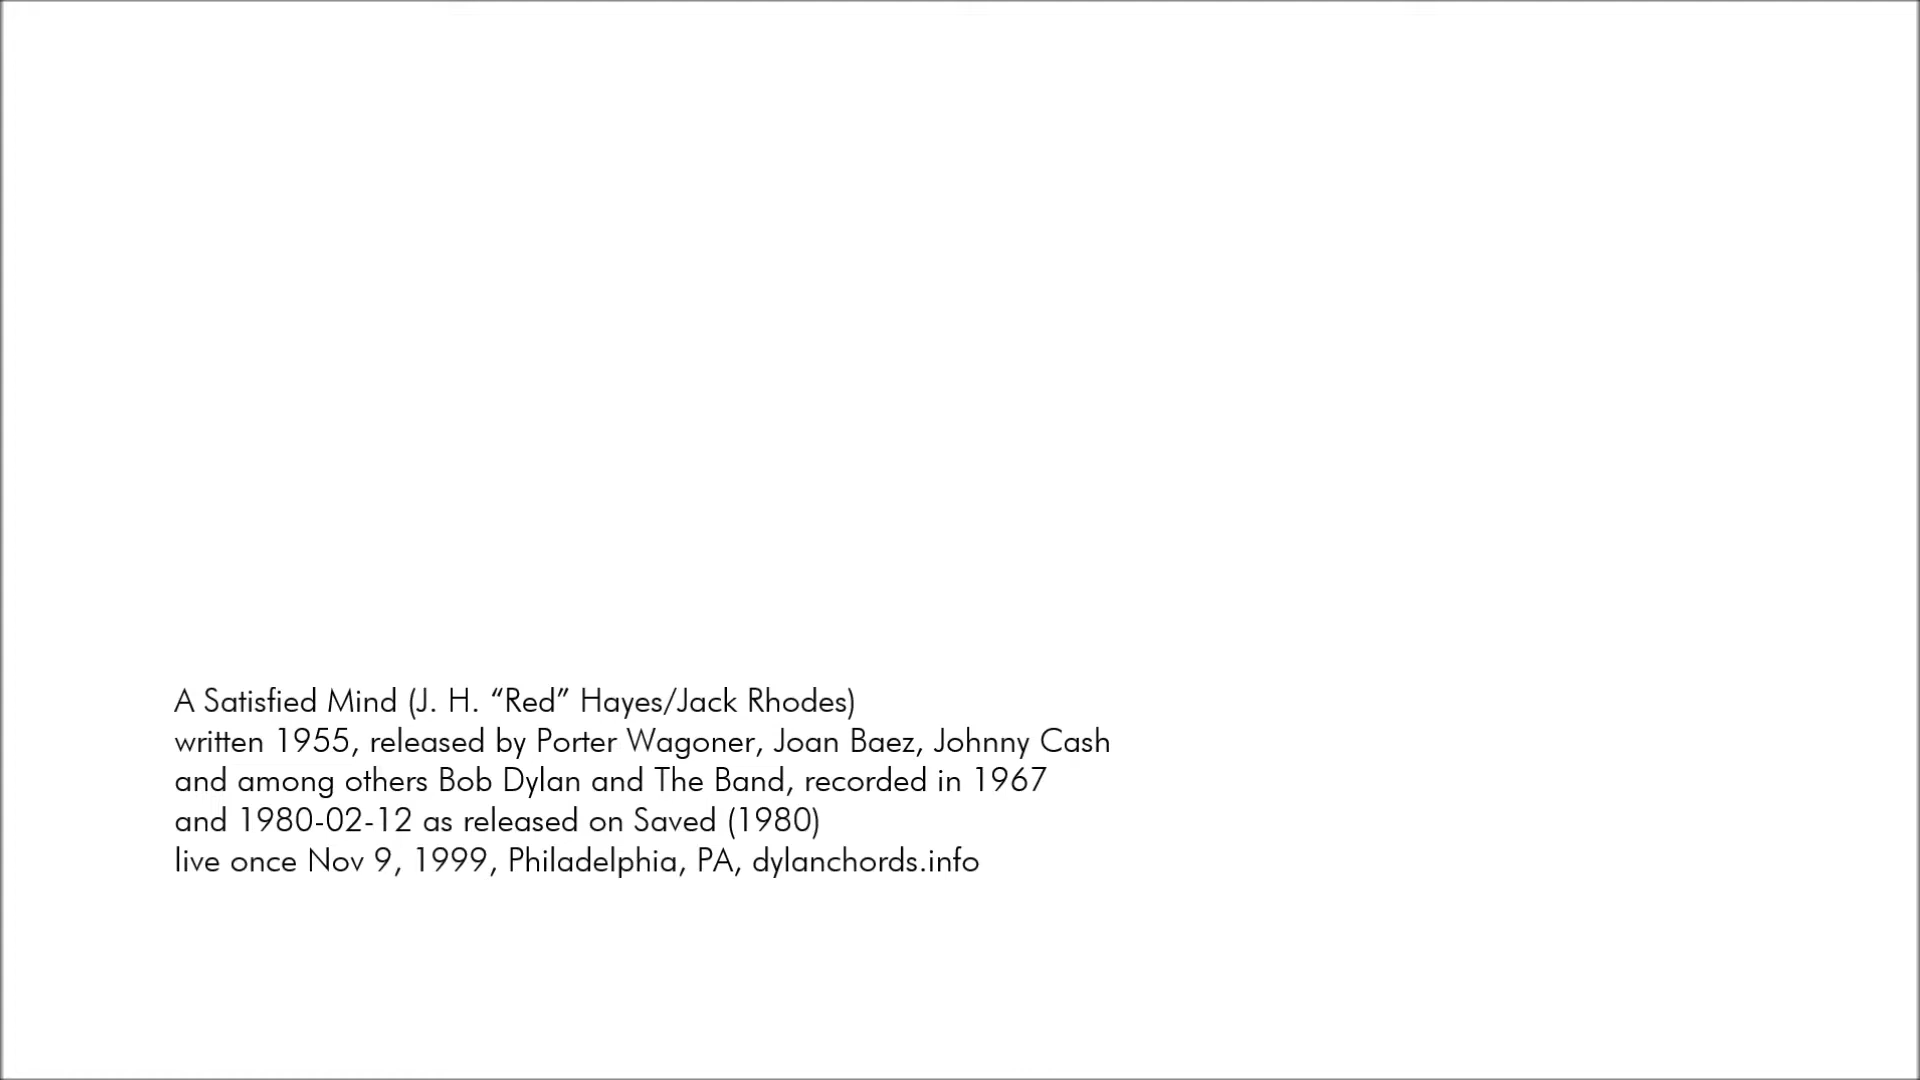 A Satisfied Mind (J. H. “Red” Hayes/Jack Rhodes)
written 1955, released by Porter Wagoner, Joan Baez, Johnny Cash
and among others Bob Dylan and The Band, recorded in 1967
and 1980-02-12 as released on Saved (1980)
live once Nov 9, 1999, Philadelphia, PA, dylanchords.info